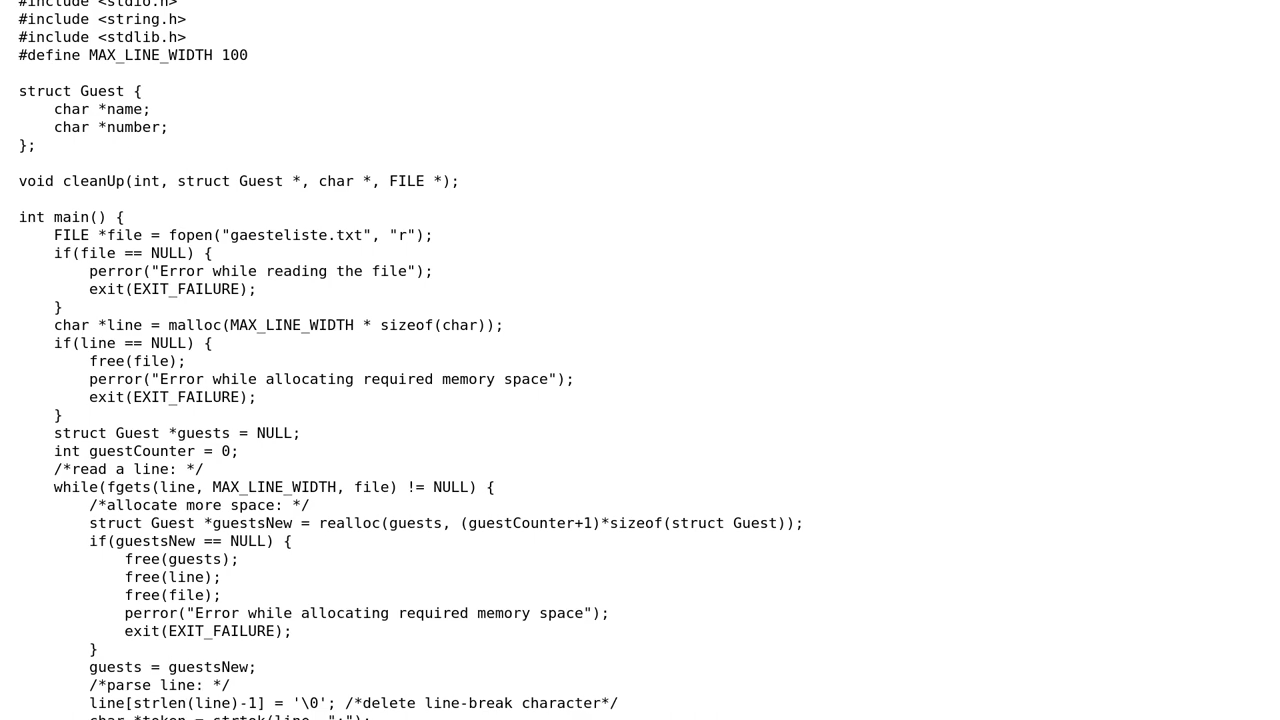 #include <stdio.h>
#include <string.h>
#include <stdlib.h>
#define MAX_LINE_WIDTH 100
struct Guest {
    char *name;
    char *number;
};
void cleanUp(int, struct Guest *, char *, FILE *);
int main() {
    FILE *file = fopen("gaesteliste.txt", "r");
    if(file == NULL) {
        perror("Error while reading the file");
        exit(EXIT_FAILURE);
    }
    char *line = malloc(MAX_LINE_WIDTH * sizeof(char));
    if(line == NULL) {
        free(file);
        perror("Error while allocating required memory space");
        exit(EXIT_FAILURE);
    }
    struct Guest *guests = NULL;
    int guestCounter = 0;
    /*read a line: */
    while(fgets(line, MAX_LINE_WIDTH, file) != NULL) {
        /*allocate more space: */
        struct Guest *guestsNew = realloc(guests, (guestCounter+1)*sizeof(struct Guest));
        if(guestsNew == NULL) {
            free(guests);
            free(line);
            free(file);
            perror("Error while allocating required memory space");
            exit(EXIT_FAILURE);
        }
        guests = guestsNew;
        /*parse line: */
        line[strlen(line)-1] = '\0'; /*delete line-break character*/
        char *token = strtok(line, ";");